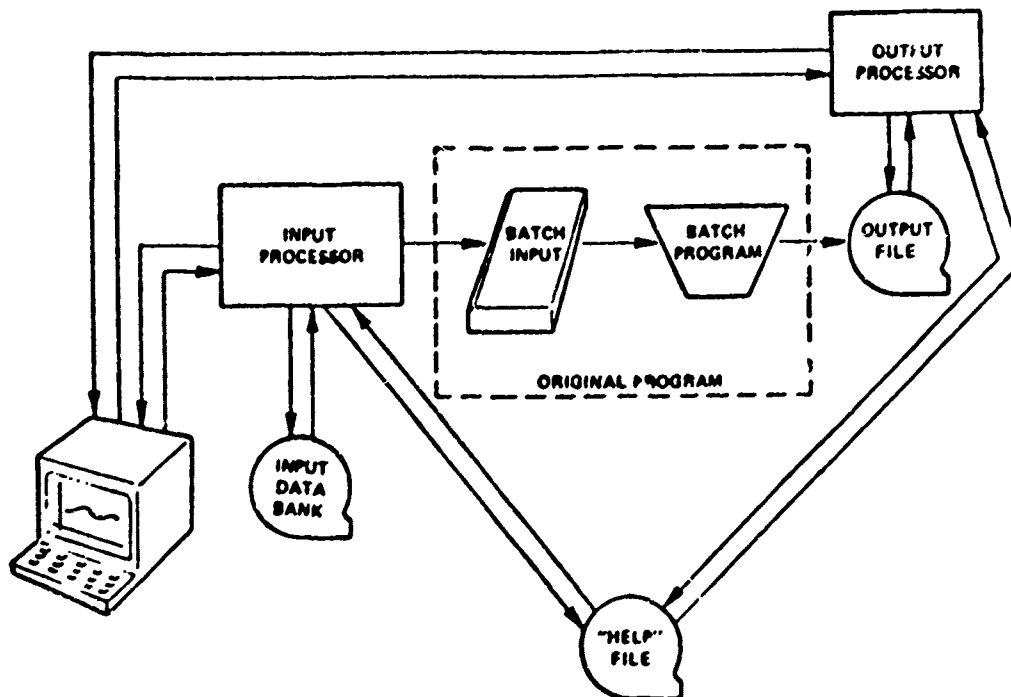 OUTPUT
PROCESSOR
INPUT
PROCESSOR
BATCH
INPUT
BATCH
PROGRAM
OUTPUT
FILE
ORIGINAL PROGRAM
INPUT
DATA
BANK
"HELP"
FILE